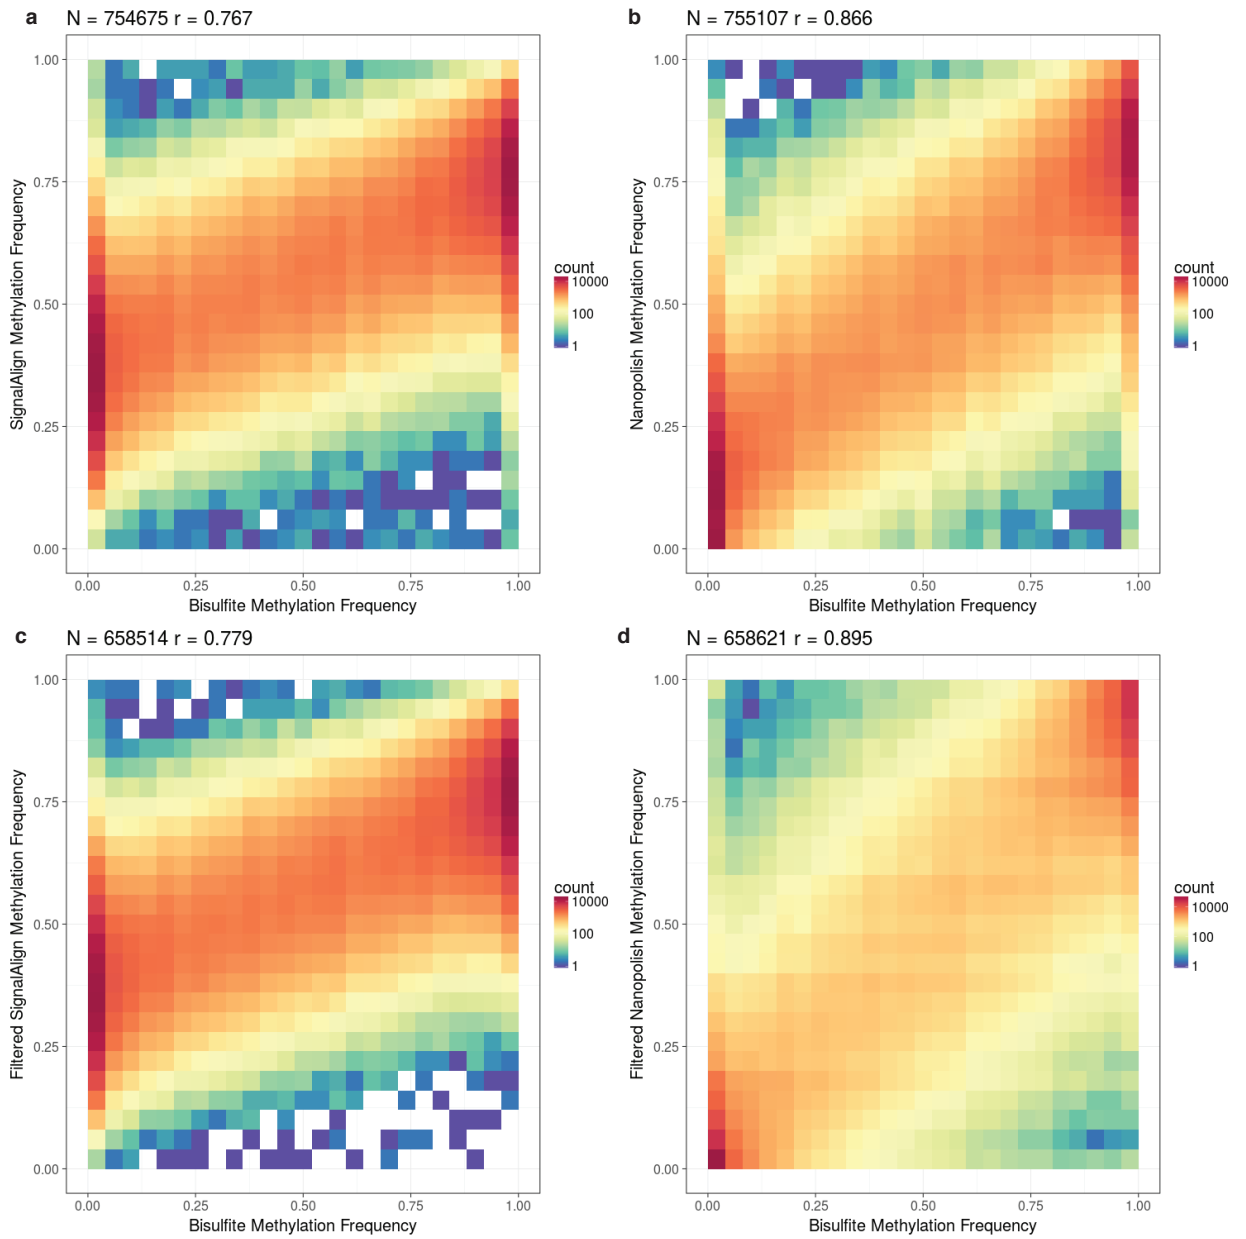 a N = 754675 r = 0.767
1.00
0.75
0.50
0.25
0.00
SignalAlign Methylation Frequency
0.00 0.25 0.50 0.75 1.00
Bisulfite Methylation Frequency
count
10000
100
1
b N = 755107 r = 0.866
1.00
0.75
0.50
0.25
0.00
Nanopolish Methylation Frequency
0.00 0.25 0.50 0.75 1.00
Bisulfite Methylation Frequency
count
10000
100
1
c N = 658514 r = 0.779
1.00
0.75
0.50
0.25
0.00
Filtered SignalAlign Methylation Frequency
0.00 0.25 0.50 0.75 1.00
Bisulfite Methylation Frequency
count
10000
100
1
d N = 658621 r = 0.895
1.00
0.75
0.50
0.25
0.00
Filtered Nanopolish Methylation Frequency
0.00 0.25 0.50 0.75 1.00
Bisulfite Methylation Frequency
count
10000
100
1